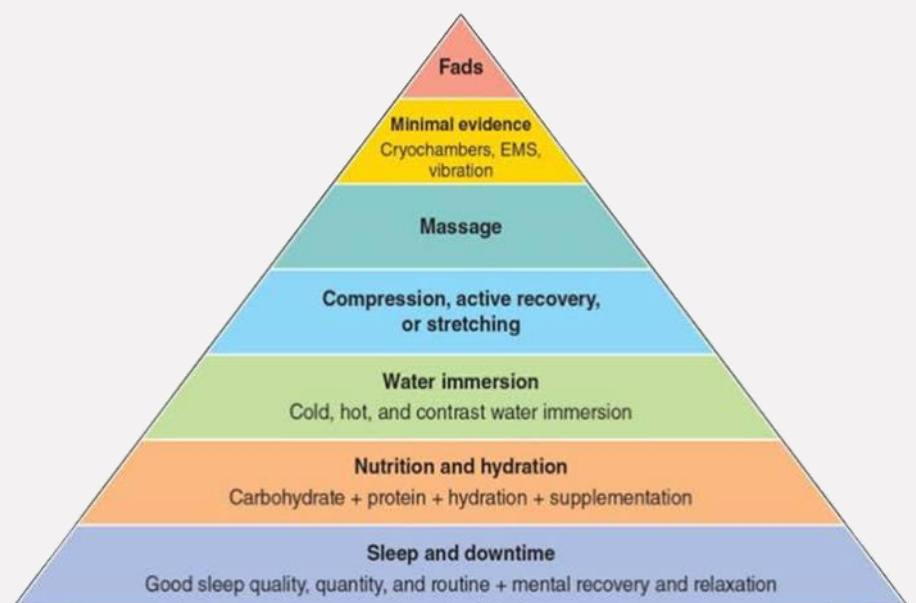 Fads
Minimal evidence
Cryochambers, EMS,
vibration
Massage
Compression, active recovery,
or stretching
Water immersion
Cold, hot, and contrast water immersion
Nutrition and hydration
Carbohydrate + protein + hydration + supplementation
Sleep and downtime
Good sleep quality, quantity, and routine + mental recovery and relaxation